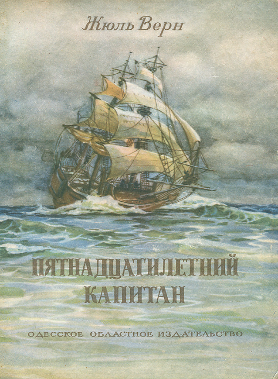 Жюль Верн
ПЯТНАДЦАТИЛЕТНИЙ
КАПИТАН
ОДЕССКОЕ ОБЛАСТНОЕ ИЗДАТЕЛЬСТВО